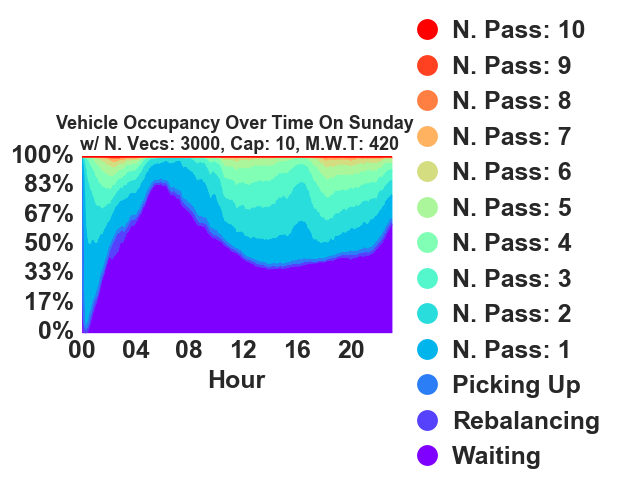 Vehicle Occupancy Over Time On Sunday
w/ N. Vecs: 3000, Cap: 10, M.W.T: 420
100%
83%
67%
50%
33%
17%
0%
00 04 08 12 16 20
Hour
N. Pass: 10
N. Pass: 9
N. Pass: 8
N. Pass: 7
N. Pass: 6
N. Pass: 5
N. Pass: 4
N. Pass: 3
N. Pass: 2
N. Pass: 1
Picking Up
Rebalancing
Waiting